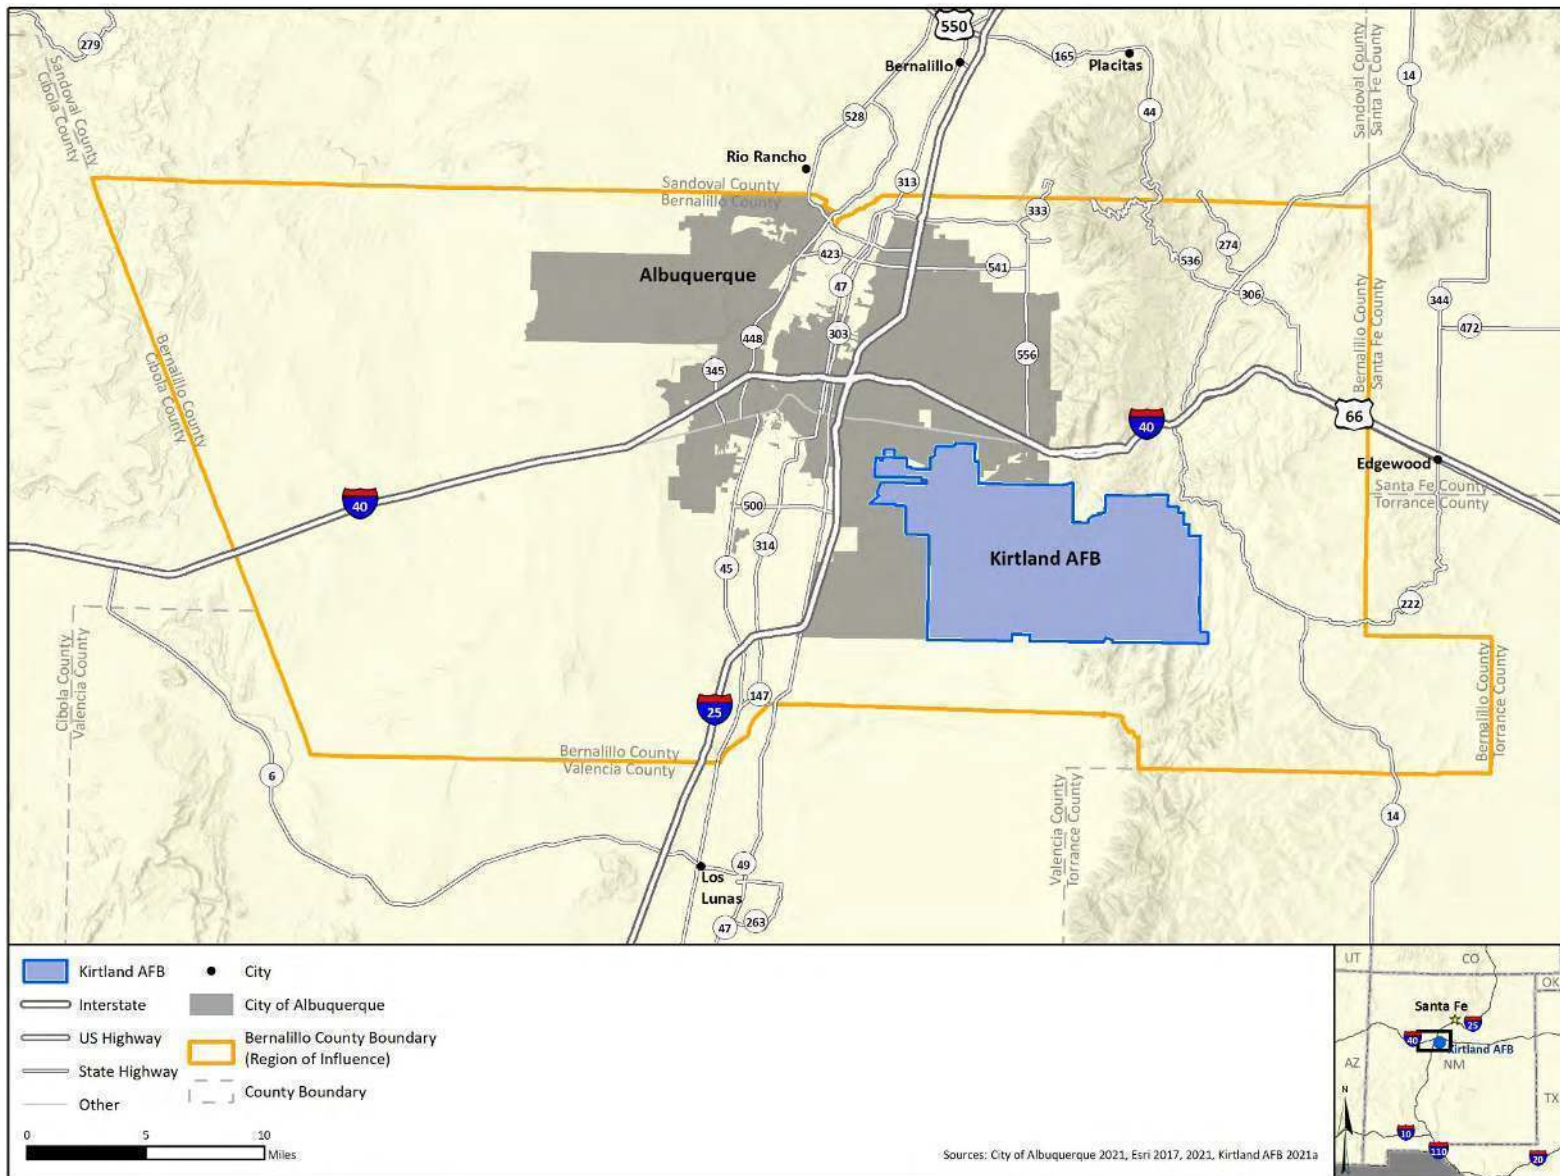 550
279
Sandoval County
Cibola County
Bernalillo
165
Placitas
14
Sandoval County
Santa Fe County
528
44
Rio Rancho
313
Sandoval County
Bernalillo County
333
274
423
541
536
Albuquerque
47
306
344
303
448
472
556
Bernalillo County
Santa Fe County
Bernalillo County
Cibola County
345
40
66
Edgewood
Santa Fe County
Torrance County
40
500
314
Kirtland AFB
45
222
Cibola County
Valencia County
147
25
Bernalillo County
Torrance County
Bernalillo County
Valencia County
6
14
Valencia County
Torrance County
49
Los
Lunas
47
263
Kirtland AFB
City
Interstate
City of Albuquerque
US Highway
Bernalillo County Boundary
(Region of Influence)
State Highway
County Boundary
Other
0
5
10
Miles
Sources: City of Albuquerque 2021, Esri 2017, 2021, Kirtland AFB 2021a
UT
CO
OK
Santa Fe
25
40
Kirtland AFB
AZ
NM
TX
N
10
110
20